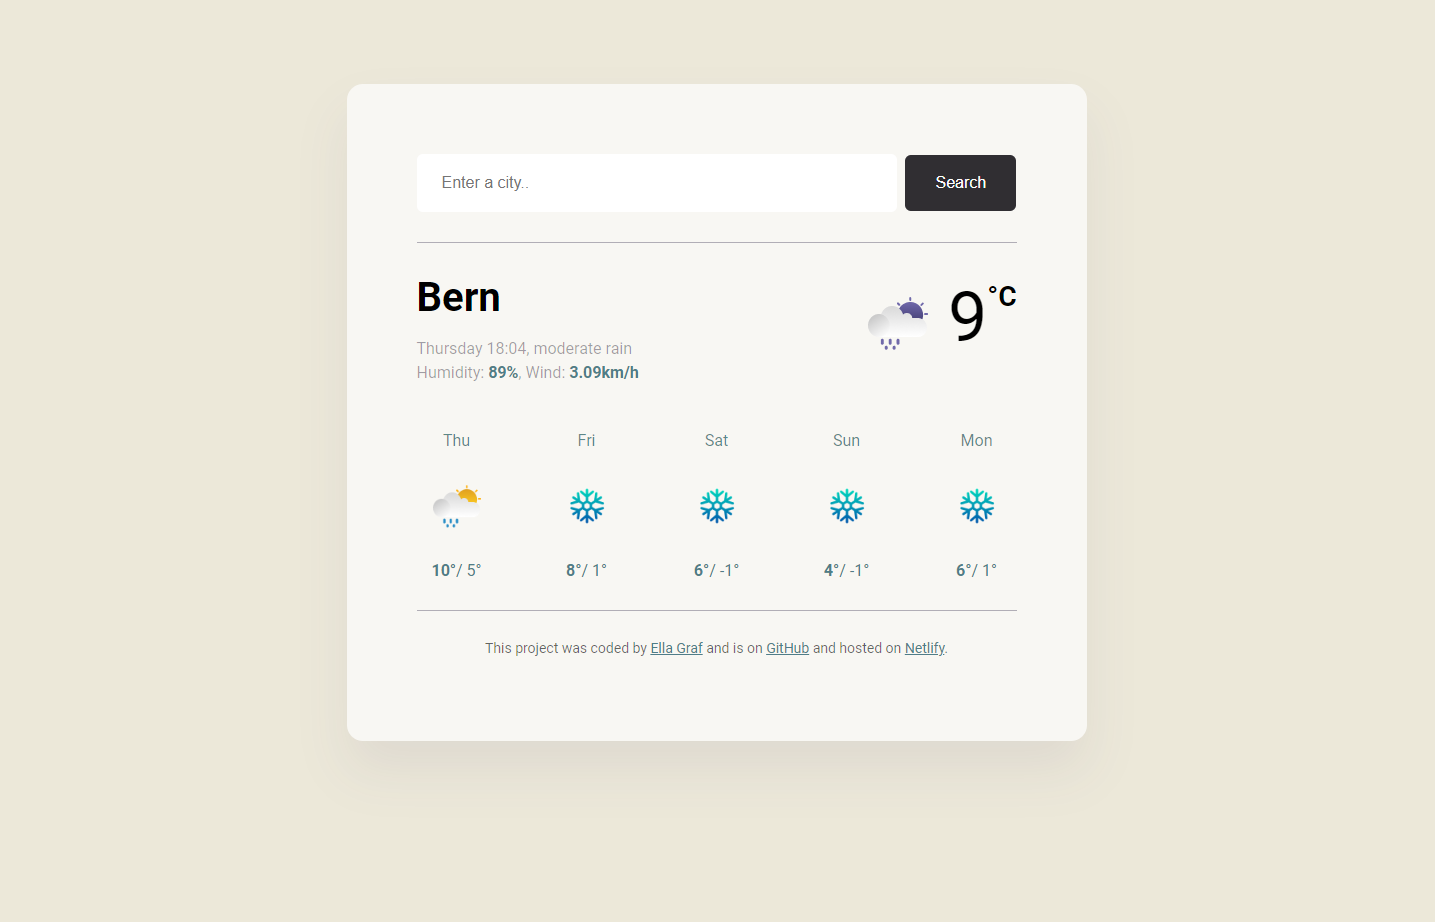 Enter a city..
Search
Bern
9 °C
Thursday 18:04, moderate rain
Humidity: 89%, Wind: 3.09km/h
Thu Fri Sat Sun Mon
10°/ 5° 8°/ 1° 6°/ -1° 4°/ -1° 6°/ 1°
This project was coded by Ella Graf and is on GitHub and hosted on Netlify.